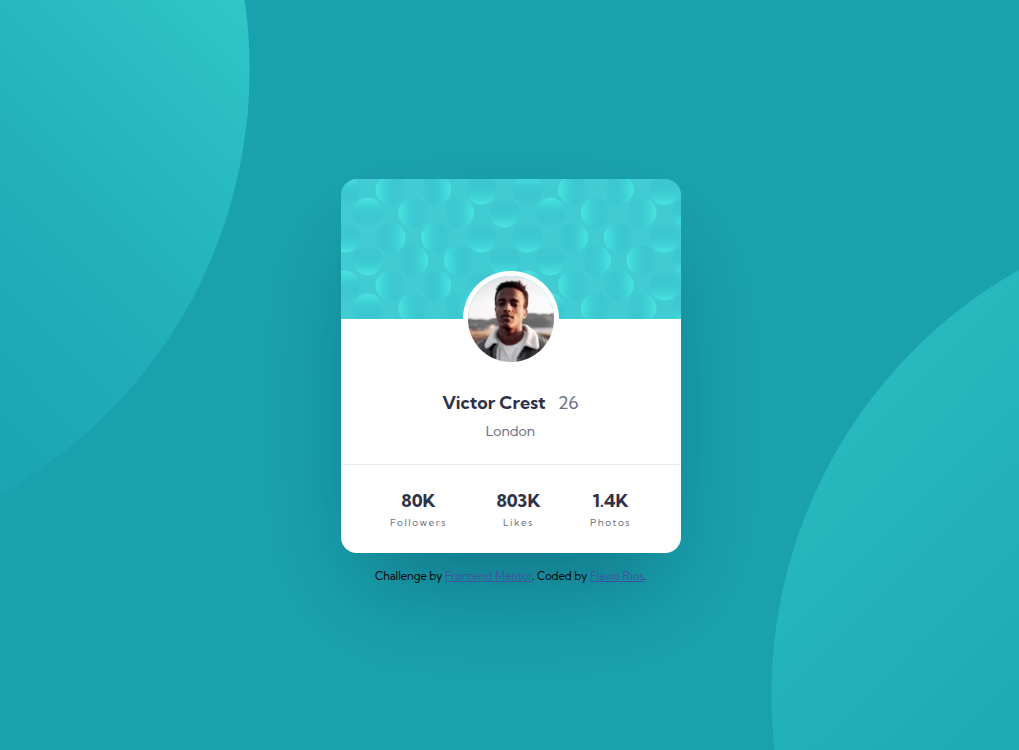 Victor Crest 26
London
80K 803K 1.4K
Followers Likes Photos
Challenge by Frontend Mentor. Coded by Flavio Rios.